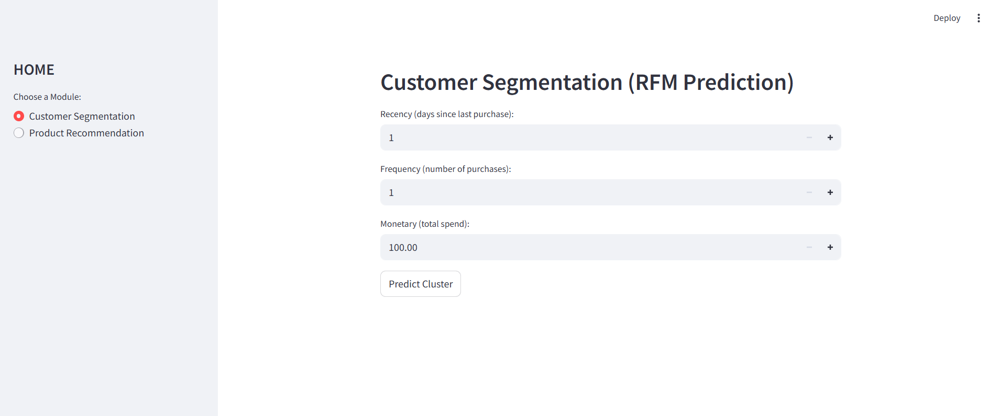 Deploy
HOME
Choose a Module:
Customer Segmentation
Product Recommendation
Customer Segmentation (RFM Prediction)
Recency (days since last purchase):
1
Frequency (number of purchases):
1
Monetary (total spend):
100.00
Predict Cluster